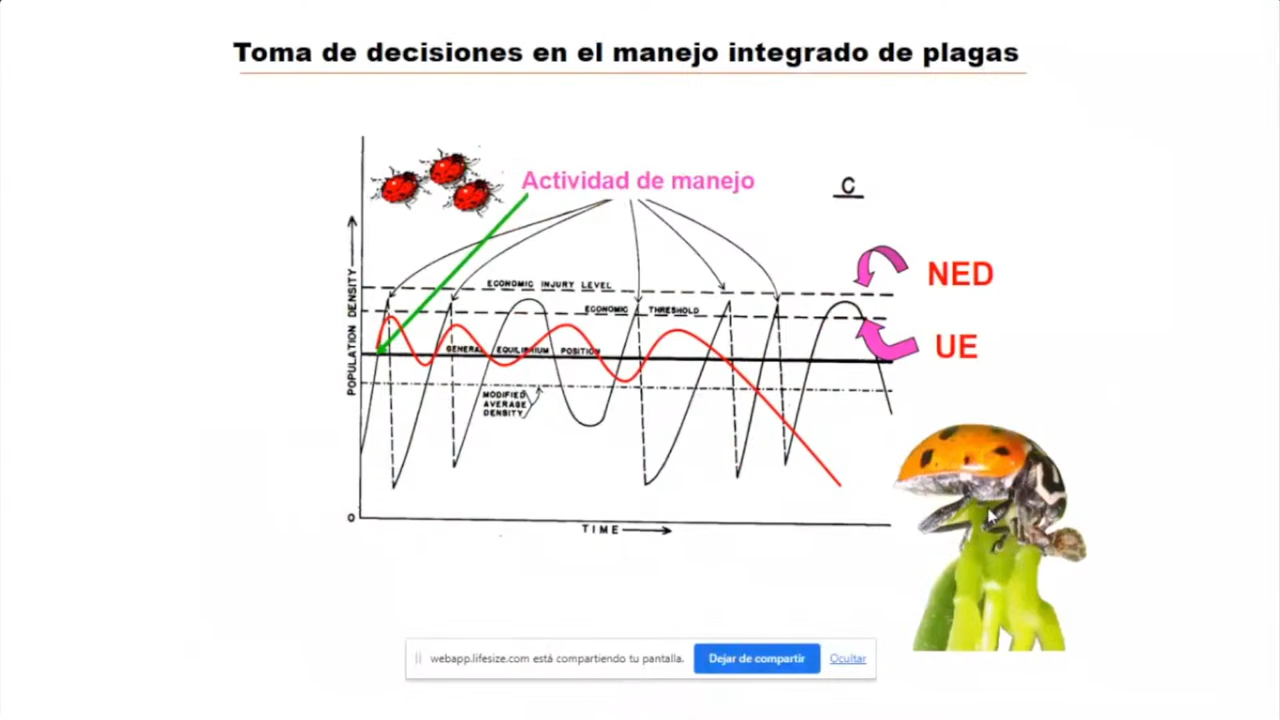 Toma de decisiones en el manejo integrado de plagas
Actividad de manejo
C
NED
ECONOMIC INJURY LEVEL
ECONOMIC THRESHOLD
UE
GENERAL EQUILIBRIUM POSITION
POPULATION DENSITY
MODIFIED
AVERAGE
DENSITY
0
TIME
webapp.lifesize.com está compartiendo tu pantalla.
Dejar de compartir
Ocultar